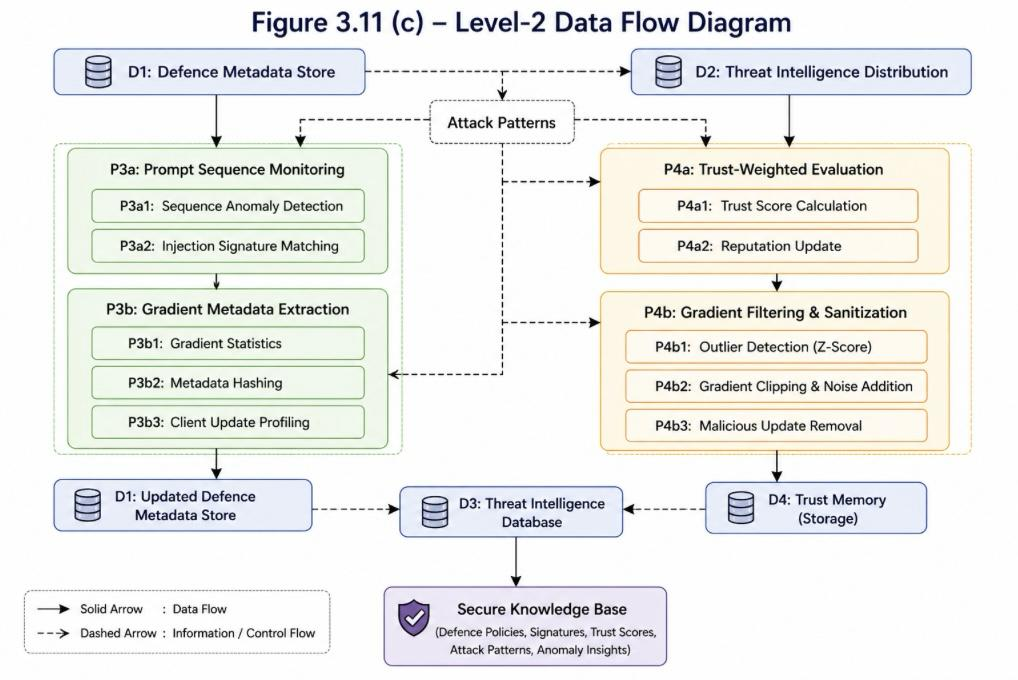 Figure 3.11 (c) – Level-2 Data Flow Diagram
D1: Defence Metadata Store
D2: Threat Intelligence Distribution
Attack Patterns
P3a: Prompt Sequence Monitoring
P3a1: Sequence Anomaly Detection
P3a2: Injection Signature Matching
P3b: Gradient Metadata Extraction
P3b1: Gradient Statistics
P3b2: Metadata Hashing
P3b3: Client Update Profiling
P4a: Trust-Weighted Evaluation
P4a1: Trust Score Calculation
P4a2: Reputation Update
P4b: Gradient Filtering & Sanitization
P4b1: Outlier Detection (Z-Score)
P4b2: Gradient Clipping & Noise Addition
P4b3: Malicious Update Removal
D1: Updated Defence
Metadata Store
D3: Threat Intelligence
Database
D4: Trust Memory
(Storage)
Solid Arrow : Data Flow
Dashed Arrow : Information / Control Flow
Secure Knowledge Base
(Defence Policies, Signatures, Trust Scores,
Attack Patterns, Anomaly Insights)